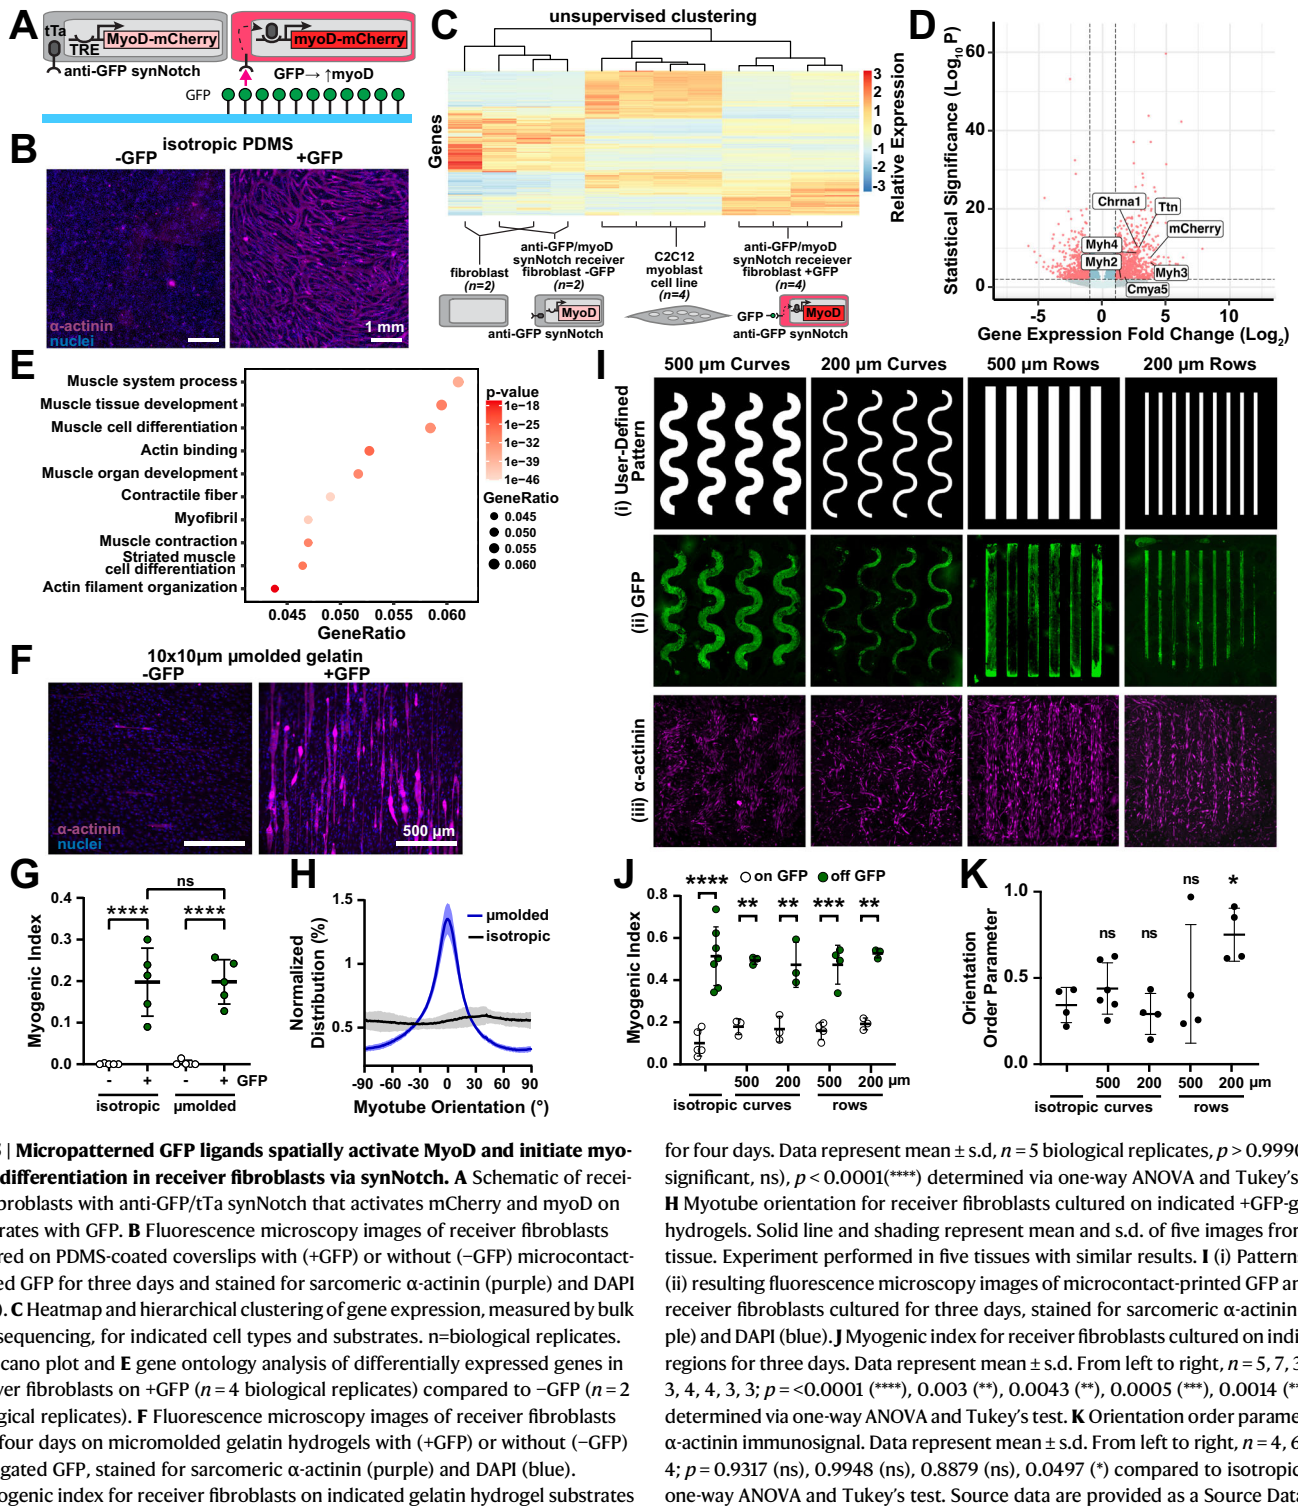 A
tTa
TRE
MyoD-mCherry
myoD-mCherry
anti-GFP synNotch
GFP→ ↑myoD
GFP
B
isotropic PDMS
-GFP
+GFP
α-actinin
nuclei
1 mm
C
unsupervised clustering
Genes
3
2
1
0
-1
-2
-3
Relative Expression
fibroblast
(n=2)
anti-GFP/myoD
synNotch receiver
fibroblast -GFP
(n=2)
C2C12
myoblast
cell line
(n=4)
anti-GFP/myoD
synNotch receiever
fibroblast +GFP
(n=4)
MyoD
anti-GFP synNotch
GFP
MyoD
anti-GFP synNotch
D
Statistical Significance (Log10 P)
60
40
20
0
Chrna1
Ttn
mCherry
Myh4
Myh2
Myh3
Cmya5
-5
0
5
10
Gene Expression Fold Change (Log2)
E
Muscle system process
Muscle tissue development
Muscle cell differentiation
Actin binding
Muscle organ development
Contractile fiber
Myofibril
Muscle contraction
Striated muscle
cell differentiation
Actin filament organization
0.045
0.050
0.055
0.060
GeneRatio
p-value
1e-18
1e-25
1e-32
1e-39
1e-46
GeneRatio
0.045
0.050
0.055
0.060
F
10x10µm µmolded gelatin
-GFP
+GFP
α-actinin
nuclei
500 µm
I
500 µm Curves
200 µm Curves
500 µm Rows
200 µm Rows
(i) User-Defined
Pattern
(ii) GFP
(iii) α-actinin
G
Myogenic Index
0.4
0.3
0.2
0.1
0.0
ns
****
****
- + - + GFP
isotropic
µmolded
H
Normalized
Distribution (%)
1.5
1
0.5
µmolded
isotropic
-90 -60 -30 0 30 60 90
Myotube Orientation (°)
J
on GFP
off GFP
Myogenic Index
0.8
0.6
0.4
0.2
0.0
****
**
**
***
**
500 200 500 200 µm
isotropic curves rows
K
Orientation
Order Parameter
1.0
0.5
0.0
ns
ns
ns
*
500 200 500 200 µm
isotropic curves rows
| Micropatterned GFP ligands spatially activate MyoD and initiate myo-
differentiation in receiver fibroblasts via synNotch. A Schematic of recei-
broblasts with anti-GFP/tTa synNotch that activates mCherry and myoD on
rates with GFP. B Fluorescence microscopy images of receiver fibroblasts
red on PDMS-coated coverslips with (+GFP) or without (−GFP) microcontact-
ed GFP for three days and stained for sarcomeric α-actinin (purple) and DAPI
). C Heatmap and hierarchical clustering of gene expression, measured by bulk
sequencing, for indicated cell types and substrates. n=biological replicates.
cano plot and E gene ontology analysis of differentially expressed genes in
ver fibroblasts on +GFP (n = 4 biological replicates) compared to −GFP (n = 2
gical replicates). F Fluorescence microscopy images of receiver fibroblasts
four days on micromolded gelatin hydrogels with (+GFP) or without (−GFP)
gated GFP, stained for sarcomeric α-actinin (purple) and DAPI (blue).
ogenic index for receiver fibroblasts on indicated gelatin hydrogel substrates
for four days. Data represent mean ± s.d, n = 5 biological replicates, p > 0.9990
significant, ns), p < 0.0001(****) determined via one-way ANOVA and Tukey's
H Myotube orientation for receiver fibroblasts cultured on indicated +GFP-g
hydrogels. Solid line and shading represent mean and s.d. of five images from
tissue. Experiment performed in five tissues with similar results. I (i) Patterns
(ii) resulting fluorescence microscopy images of microcontact-printed GFP an
receiver fibroblasts cultured for three days, stained for sarcomeric α-actinin
ple) and DAPI (blue). J Myogenic index for receiver fibroblasts cultured on indi
regions for three days. Data represent mean ± s.d. From left to right, n = 5, 7, 3
3, 4, 4, 3, 3; p = <0.0001 (****), 0.003 (**), 0.0043 (**), 0.0005 (***), 0.0014 (**
determined via one-way ANOVA and Tukey's test. K Orientation order parame
α-actinin immunosignal. Data represent mean ± s.d. From left to right, n = 4, 6
4; p = 0.9317 (ns), 0.9948 (ns), 0.8879 (ns), 0.0497 (*) compared to isotropic
one-way ANOVA and Tukey's test. Source data are provided as a Source Data